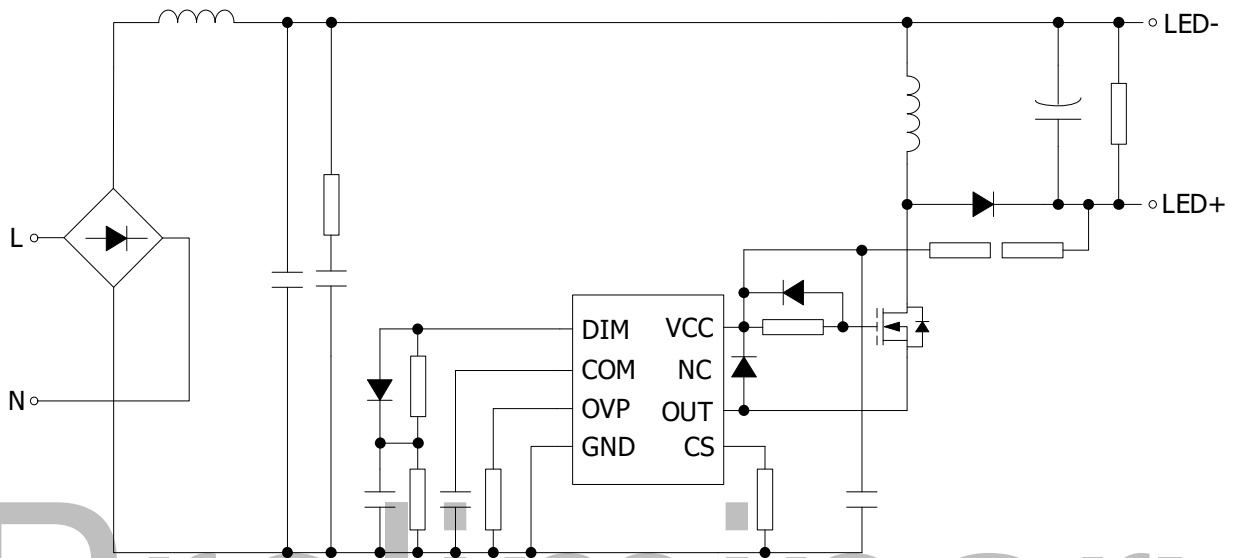 LED-
LED+
L
N
DIM VCC
COM NC
OVP OUT
GND CS